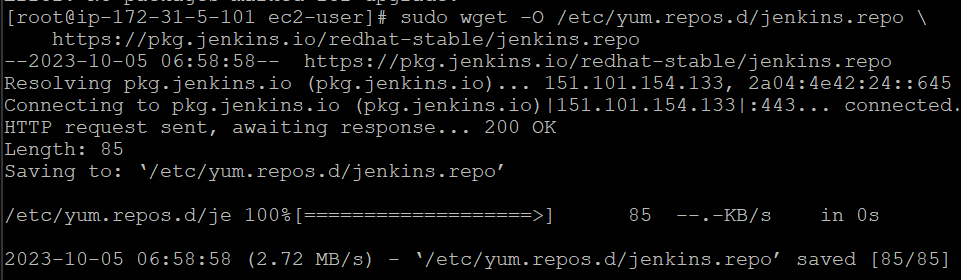 [root@ip-172-31-5-101 ec2-user]# sudo wget -O /etc/yum.repos.d/jenkins.repo \
    https://pkg.jenkins.io/redhat-stable/jenkins.repo
--2023-10-05 06:58:58--  https://pkg.jenkins.io/redhat-stable/jenkins.repo
Resolving pkg.jenkins.io (pkg.jenkins.io)... 151.101.154.133, 2a04:4e42:24::645
Connecting to pkg.jenkins.io (pkg.jenkins.io)|151.101.154.133|:443... connected.
HTTP request sent, awaiting response... 200 OK
Length: 85
Saving to: ‘/etc/yum.repos.d/jenkins.repo’
/etc/yum.repos.d/je 100%[===================>]      85  --.-KB/s    in 0s
2023-10-05 06:58:58 (2.72 MB/s) - ‘/etc/yum.repos.d/jenkins.repo’ saved [85/85]